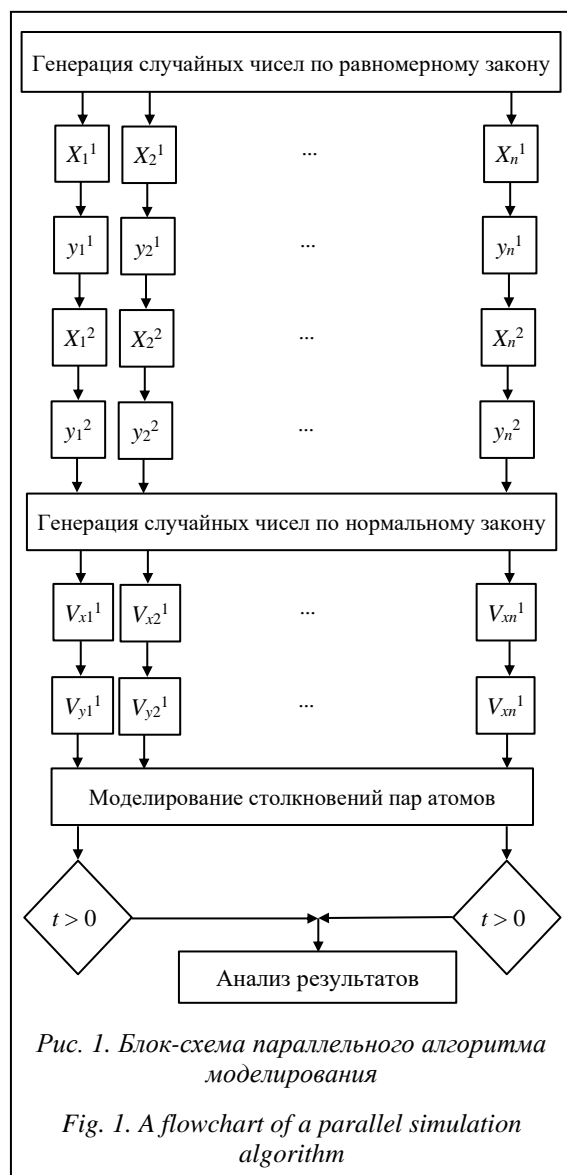 Генерация случайных чисел по равномерному закону
X₁¹ X₂¹ ... Xₙ¹
y₁¹ y₂¹ ... yₙ¹
X₁² X₂² ... Xₙ²
y₁² y₂² ... yₙ²
Генерация случайных чисел по нормальному закону
Vₓ₁¹ Vₓ₂¹ ... Vₓₙ¹
V_y₁¹ V_y₂¹ ... Vₓₙ¹
Моделирование столкновений пар атомов
t > 0 t > 0
Анализ результатов
Рис. 1. Блок-схема параллельного алгоритма
моделирования
Fig. 1. A flowchart of a parallel simulation
algorithm